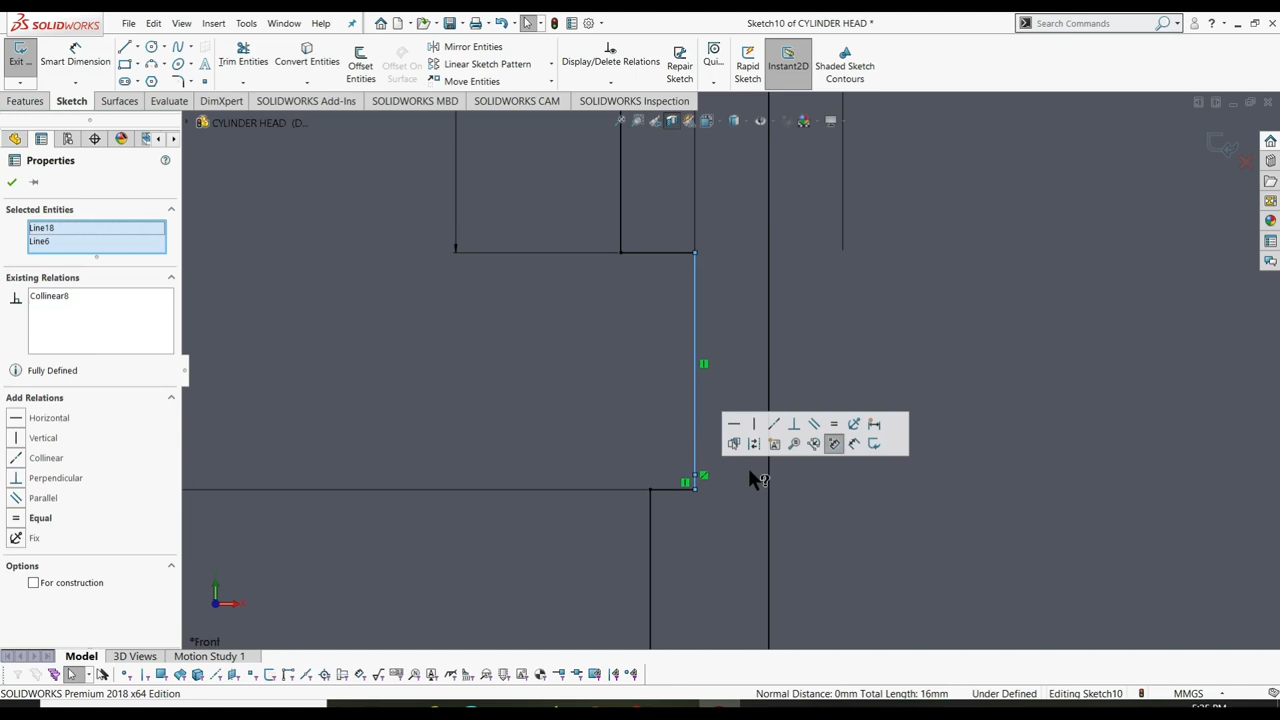 SOLIDWORKS
File
Edit
View
Insert
Tools
Window
Help
Sketch10 of CYLINDER HEAD *
Search Commands
Exit ...
Smart Dimension
Trim Entities
Convert Entities
Offset Entities
Offset On Surface
Mirror Entities
Linear Sketch Pattern
Move Entities
Display/Delete Relations
Repair Sketch
Qui...
Rapid Sketch
Instant2D
Shaded Sketch Contours
Features
Sketch
Surfaces
Evaluate
DimXpert
SOLIDWORKS Add-Ins
SOLIDWORKS MBD
SOLIDWORKS CAM
SOLIDWORKS Inspection
CYLINDER HEAD (D...
Properties
Selected Entities
Line18
Line6
Existing Relations
Collinear8
Fully Defined
Add Relations
Horizontal
Vertical
Collinear
Perpendicular
Parallel
Equal
Fix
Options
For construction
*Front
Model
3D Views
Motion Study 1
SOLIDWORKS Premium 2018 x64 Edition
Normal Distance: 0mm Total Length: 16mm
Under Defined
Editing Sketch10
MMGS